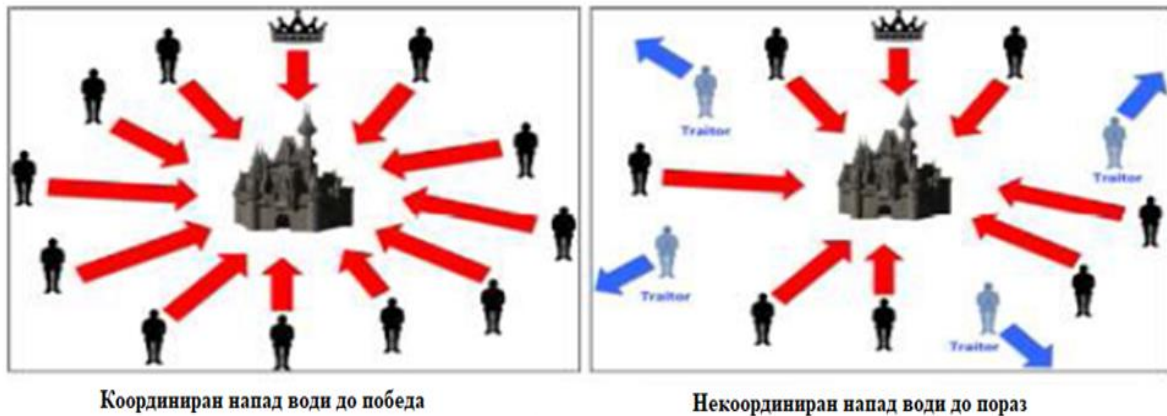 Traitor
Traitor
Traitor
Traitor
Координиран напад води до победа
Некоординиран напад води до пораз